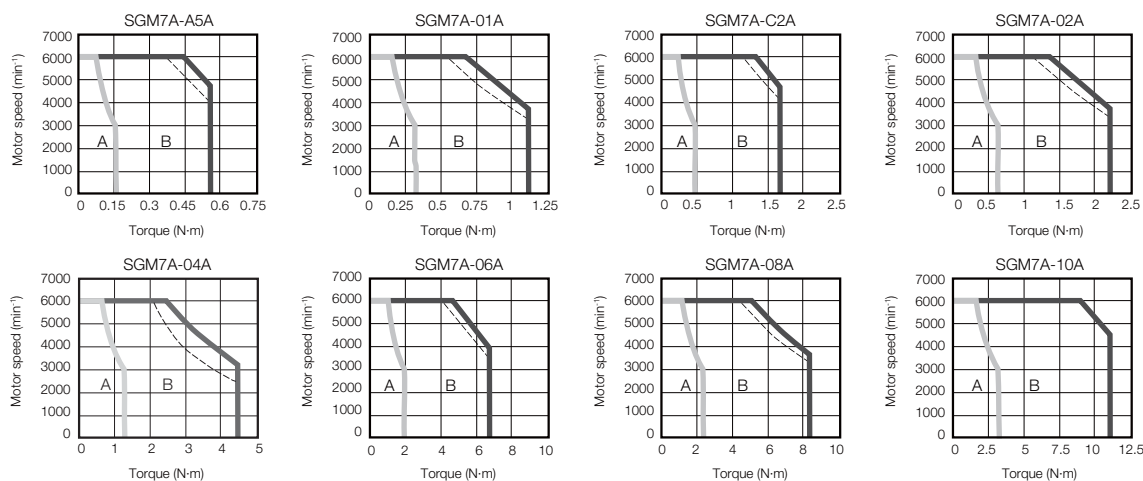 SGM7A-A5A
Motor speed (min⁻¹)
7000
6000
5000
4000
3000
2000
1000
0
A
B
0 0.15 0.3 0.45 0.6 0.75
Torque (N·m)
SGM7A-01A
Motor speed (min⁻¹)
7000
6000
5000
4000
3000
2000
1000
0
A
B
0 0.25 0.5 0.75 1 1.25
Torque (N·m)
SGM7A-C2A
Motor speed (min⁻¹)
7000
6000
5000
4000
3000
2000
1000
0
A
B
0 0.5 1 1.5 2 2.5
Torque (N·m)
SGM7A-02A
Motor speed (min⁻¹)
7000
6000
5000
4000
3000
2000
1000
0
A
B
0 0.5 1 1.5 2 2.5
Torque (N·m)
SGM7A-04A
Motor speed (min⁻¹)
7000
6000
5000
4000
3000
2000
1000
0
A
B
0 1 2 3 4 5
Torque (N·m)
SGM7A-06A
Motor speed (min⁻¹)
7000
6000
5000
4000
3000
2000
1000
0
A
B
0 2 4 6 8 10
Torque (N·m)
SGM7A-08A
Motor speed (min⁻¹)
7000
6000
5000
4000
3000
2000
1000
0
A
B
0 2 4 6 8 10
Torque (N·m)
SGM7A-10A
Motor speed (min⁻¹)
7000
6000
5000
4000
3000
2000
1000
0
A
B
0 2.5 5 7.5 10 12.5
Torque (N·m)